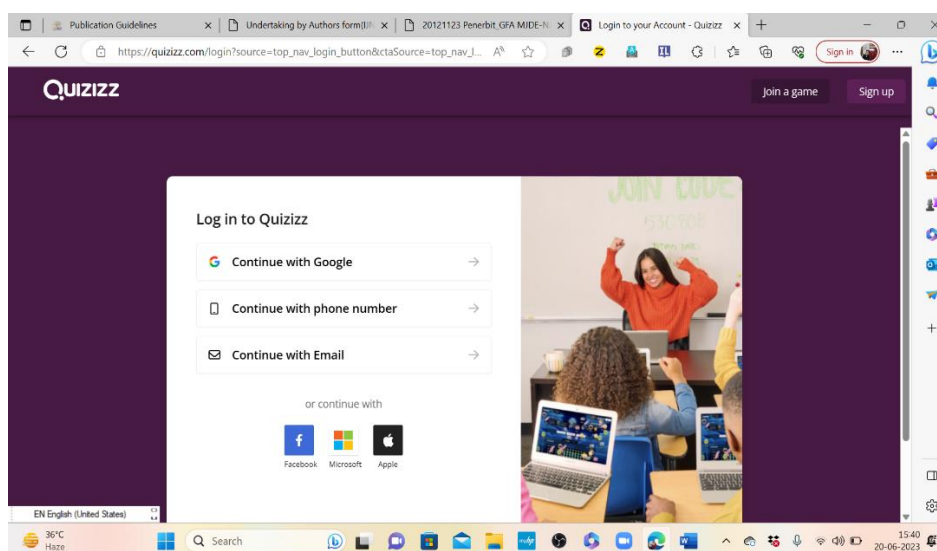 Publication Guidelines
Undertaking by Authors form(
20121123 Penerbit_GFA MJDE-N
Login to your Account - Quizizz
https://quizizz.com/login?source=top_nav_login_button&ctaSource=top_nav_l...
Sign in
QUIZIZZ
Join a game
Sign up
JOIN CODE
Log in to Quizizz
Continue with Google
Continue with phone number
Continue with Email
or continue with
Facebook
Microsoft
Apple
EN English (United States)
36°C
Haze
Search
15:40
20-06-2023